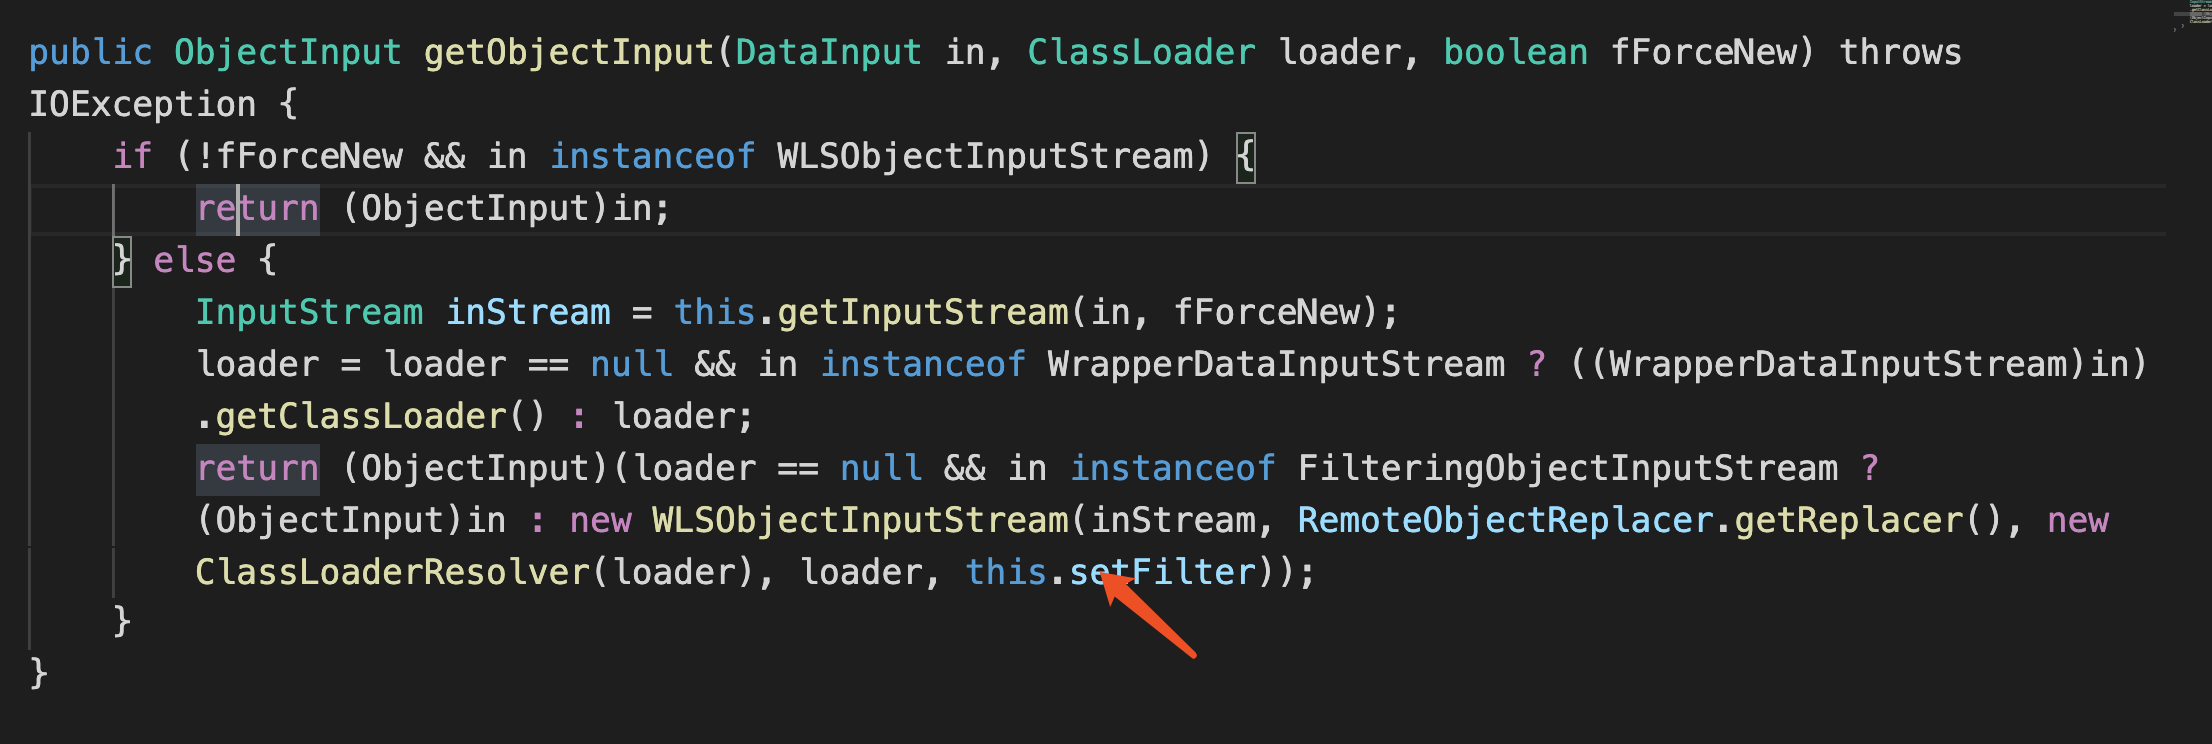 public ObjectInput getObjectInput(DataInput in, ClassLoader loader, boolean fForceNew) throws
IOException {
    if (!fForceNew && in instanceof WLSObjectInputStream) {
        return (ObjectInput)in;
    } else {
        InputStream inStream = this.getInputStream(in, fForceNew);
        loader = loader == null && in instanceof WrapperDataInputStream ? ((WrapperDataInputStream)in)
        .getClassLoader() : loader;
        return (ObjectInput)(loader == null && in instanceof FilteringObjectInputStream ?
        (ObjectInput)in : new WLSObjectInputStream(inStream, RemoteObjectReplacer.getReplacer(), new
        ClassLoaderResolver(loader), loader, this.setFilter));
    }
}